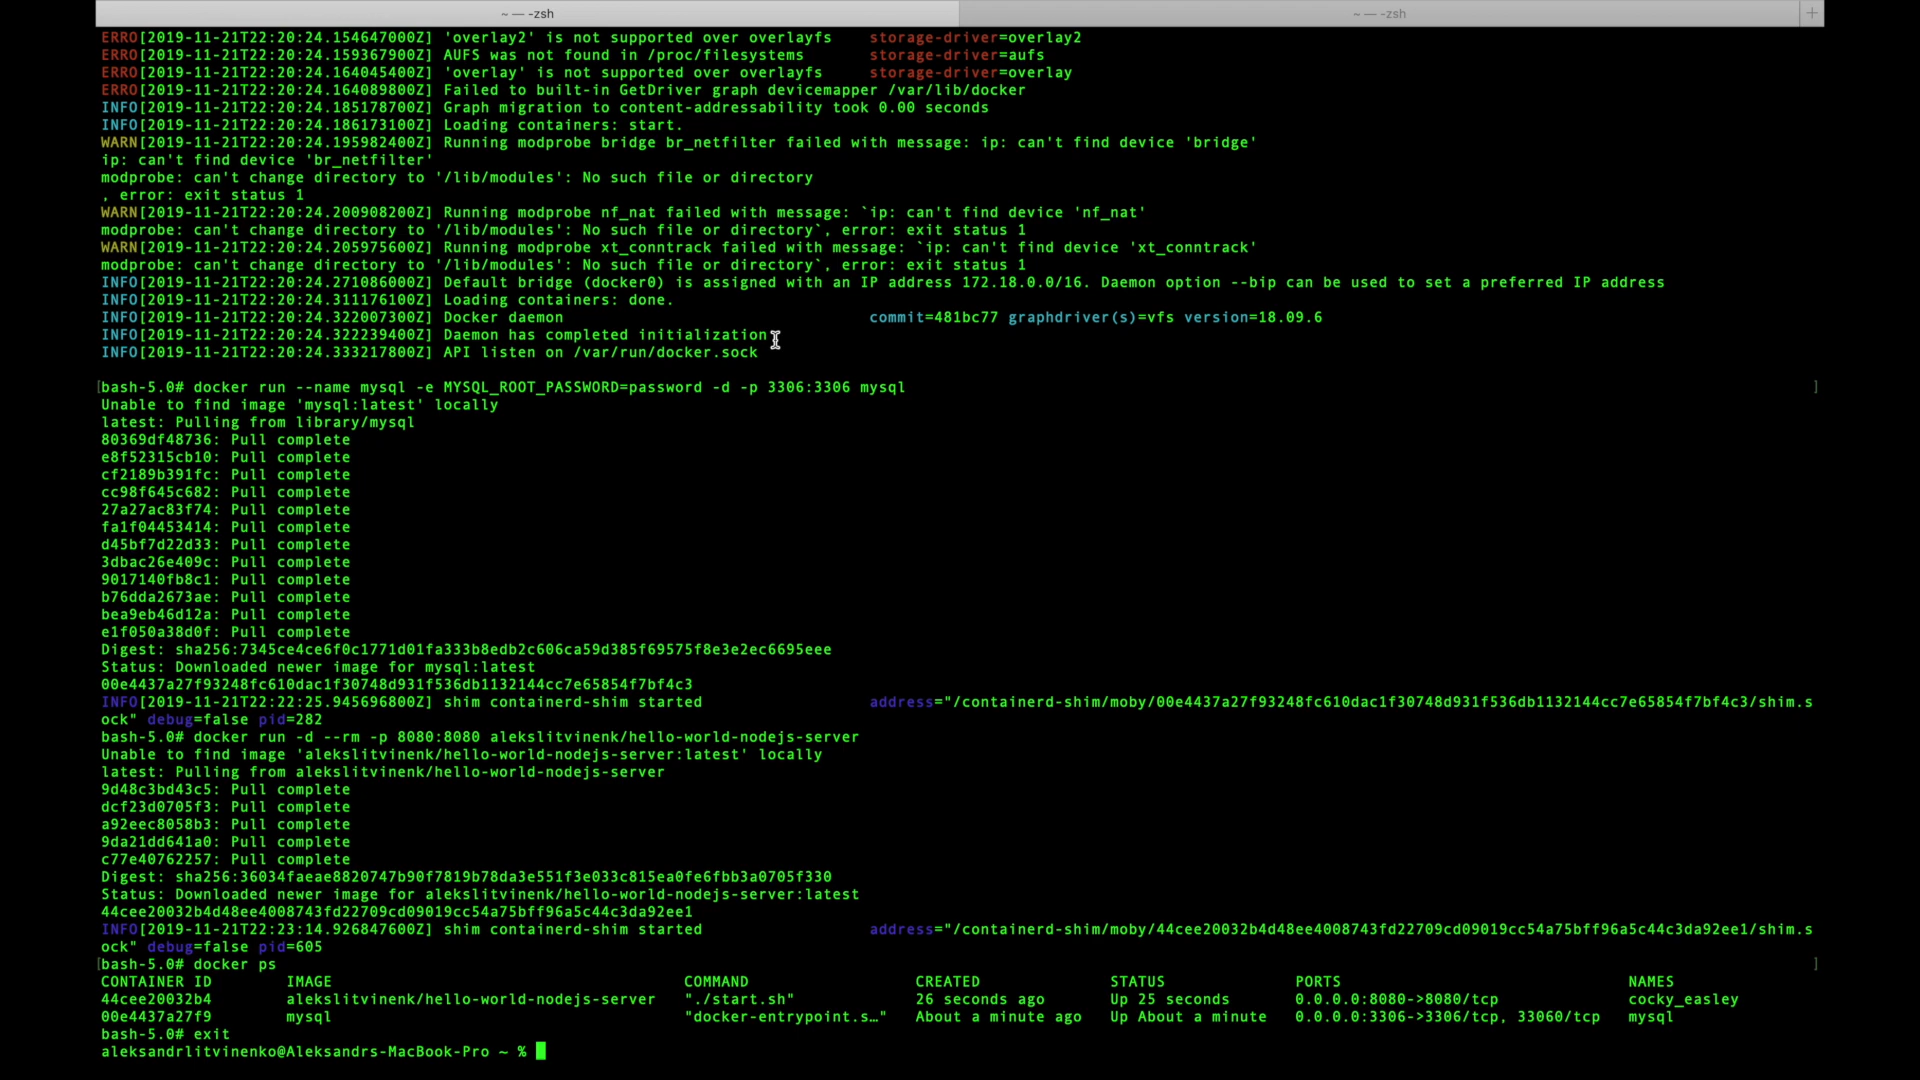 ~ — -zsh
~ — -zsh
+
ERRO[2019-11-21T22:20:24.154647000Z] 'overlay2' is not supported over overlayfs    storage-driver=overlay2
ERRO[2019-11-21T22:20:24.159367900Z] AUFS was not found in /proc/filesystems       storage-driver=aufs
ERRO[2019-11-21T22:20:24.164045400Z] 'overlay' is not supported over overlayfs     storage-driver=overlay
ERRO[2019-11-21T22:20:24.164089800Z] Failed to built-in GetDriver graph devicemapper /var/lib/docker
INFO[2019-11-21T22:20:24.185178700Z] Graph migration to content-addressability took 0.00 seconds
INFO[2019-11-21T22:20:24.186173100Z] Loading containers: start.
WARN[2019-11-21T22:20:24.195982400Z] Running modprobe bridge br_netfilter failed with message: ip: can't find device 'bridge'
ip: can't find device 'br_netfilter'
modprobe: can't change directory to '/lib/modules': No such file or directory
, error: exit status 1
WARN[2019-11-21T22:20:24.200908200Z] Running modprobe nf_nat failed with message: `ip: can't find device 'nf_nat'
modprobe: can't change directory to '/lib/modules': No such file or directory`, error: exit status 1
WARN[2019-11-21T22:20:24.205975600Z] Running modprobe xt_conntrack failed with message: `ip: can't find device 'xt_conntrack'
modprobe: can't change directory to '/lib/modules': No such file or directory`, error: exit status 1
INFO[2019-11-21T22:20:24.271086000Z] Default bridge (docker0) is assigned with an IP address 172.18.0.0/16. Daemon option --bip can be used to set a preferred IP address
INFO[2019-11-21T22:20:24.311176100Z] Loading containers: done.
INFO[2019-11-21T22:20:24.322007300Z] Docker daemon                                 commit=481bc77 graphdriver(s)=vfs version=18.09.6
INFO[2019-11-21T22:20:24.322239400Z] Daemon has completed initialization
INFO[2019-11-21T22:20:24.333217800Z] API listen on /var/run/docker.sock
[bash-5.0# docker run --name mysql -e MYSQL_ROOT_PASSWORD=password -d -p 3306:3306 mysql ]
Unable to find image 'mysql:latest' locally
latest: Pulling from library/mysql
80369df48736: Pull complete
e8f52315cb10: Pull complete
cf2189b391fc: Pull complete
cc98f645c682: Pull complete
27a27ac83f74: Pull complete
fa1f04453414: Pull complete
d45bf7d22d33: Pull complete
3dbac26e409c: Pull complete
9017140fb8c1: Pull complete
b76dda2673ae: Pull complete
bea9eb46d12a: Pull complete
e1f050a38d0f: Pull complete
Digest: sha256:7345ce4ce6f0c1771d01fa333b8edb2c606ca59d385f69575f8e3e2ec6695eee
Status: Downloaded newer image for mysql:latest
00e4437a27f93248fc610dac1f30748d931f536db1132144cc7e65854f7bf4c3
INFO[2019-11-21T22:22:25.945696800Z] shim containerd-shim started                  address="/containerd-shim/moby/00e4437a27f93248fc610dac1f30748d931f536db1132144cc7e65854f7bf4c3/shim.s
ock" debug=false pid=282
bash-5.0# docker run -d --rm -p 8080:8080 alekslitvinenk/hello-world-nodejs-server
Unable to find image 'alekslitvinenk/hello-world-nodejs-server:latest' locally
latest: Pulling from alekslitvinenk/hello-world-nodejs-server
9d48c3bd43c5: Pull complete
dcf23d0705f3: Pull complete
a92eec8058b3: Pull complete
9da21dd641a0: Pull complete
c77e40762257: Pull complete
Digest: sha256:36034faeae8820747b90f7819b78da3e551f3e033c815ea0fe6fbb3a0705f330
Status: Downloaded newer image for alekslitvinenk/hello-world-nodejs-server:latest
44cee20032b4d48ee4008743fd22709cd09019cc54a75bff96a5c44c3da92ee1
INFO[2019-11-21T22:23:14.926847600Z] shim containerd-shim started                  address="/containerd-shim/moby/44cee20032b4d48ee4008743fd22709cd09019cc54a75bff96a5c44c3da92ee1/shim.s
ock" debug=false pid=605
[bash-5.0# docker ps ]
CONTAINER ID        IMAGE                                      COMMAND                  CREATED              STATUS              PORTS                               NAMES
44cee20032b4        alekslitvinenk/hello-world-nodejs-server   "./start.sh"             26 seconds ago       Up 25 seconds       0.0.0.0:8080->8080/tcp              cocky_easley
00e4437a27f9        mysql                                      "docker-entrypoint.s…"   About a minute ago   Up About a minute   0.0.0.0:3306->3306/tcp, 33060/tcp   mysql
bash-5.0# exit
aleksandrlitvinenko@Aleksandrs-MacBook-Pro ~ %